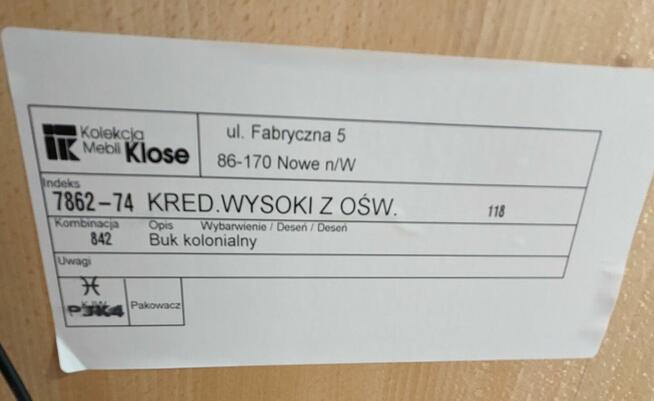 Kolekcja
Mebli Klose
ul. Fabryczna 5
86-170 Nowe n/W
Indeks
7862-74 KRED.WYSOKI Z OŚW. 118
Kombinacja Opis Wybarwienie / Deseń / Deseń
842 Buk kolonialny
Uwagi
Pakowacz